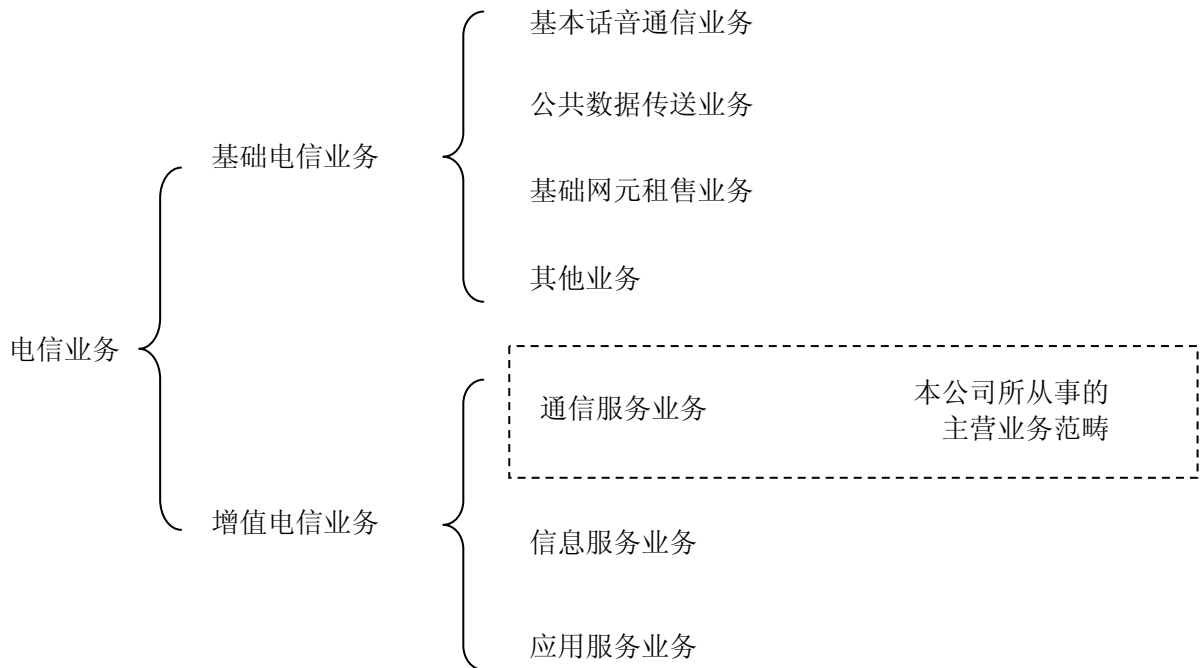 基本话音通信业务
公共数据传送业务
基础电信业务
基础网元租售业务
其他业务
电信业务
通信服务业务
本公司所从事的
主营业务范畴
增值电信业务
信息服务业务
应用服务业务